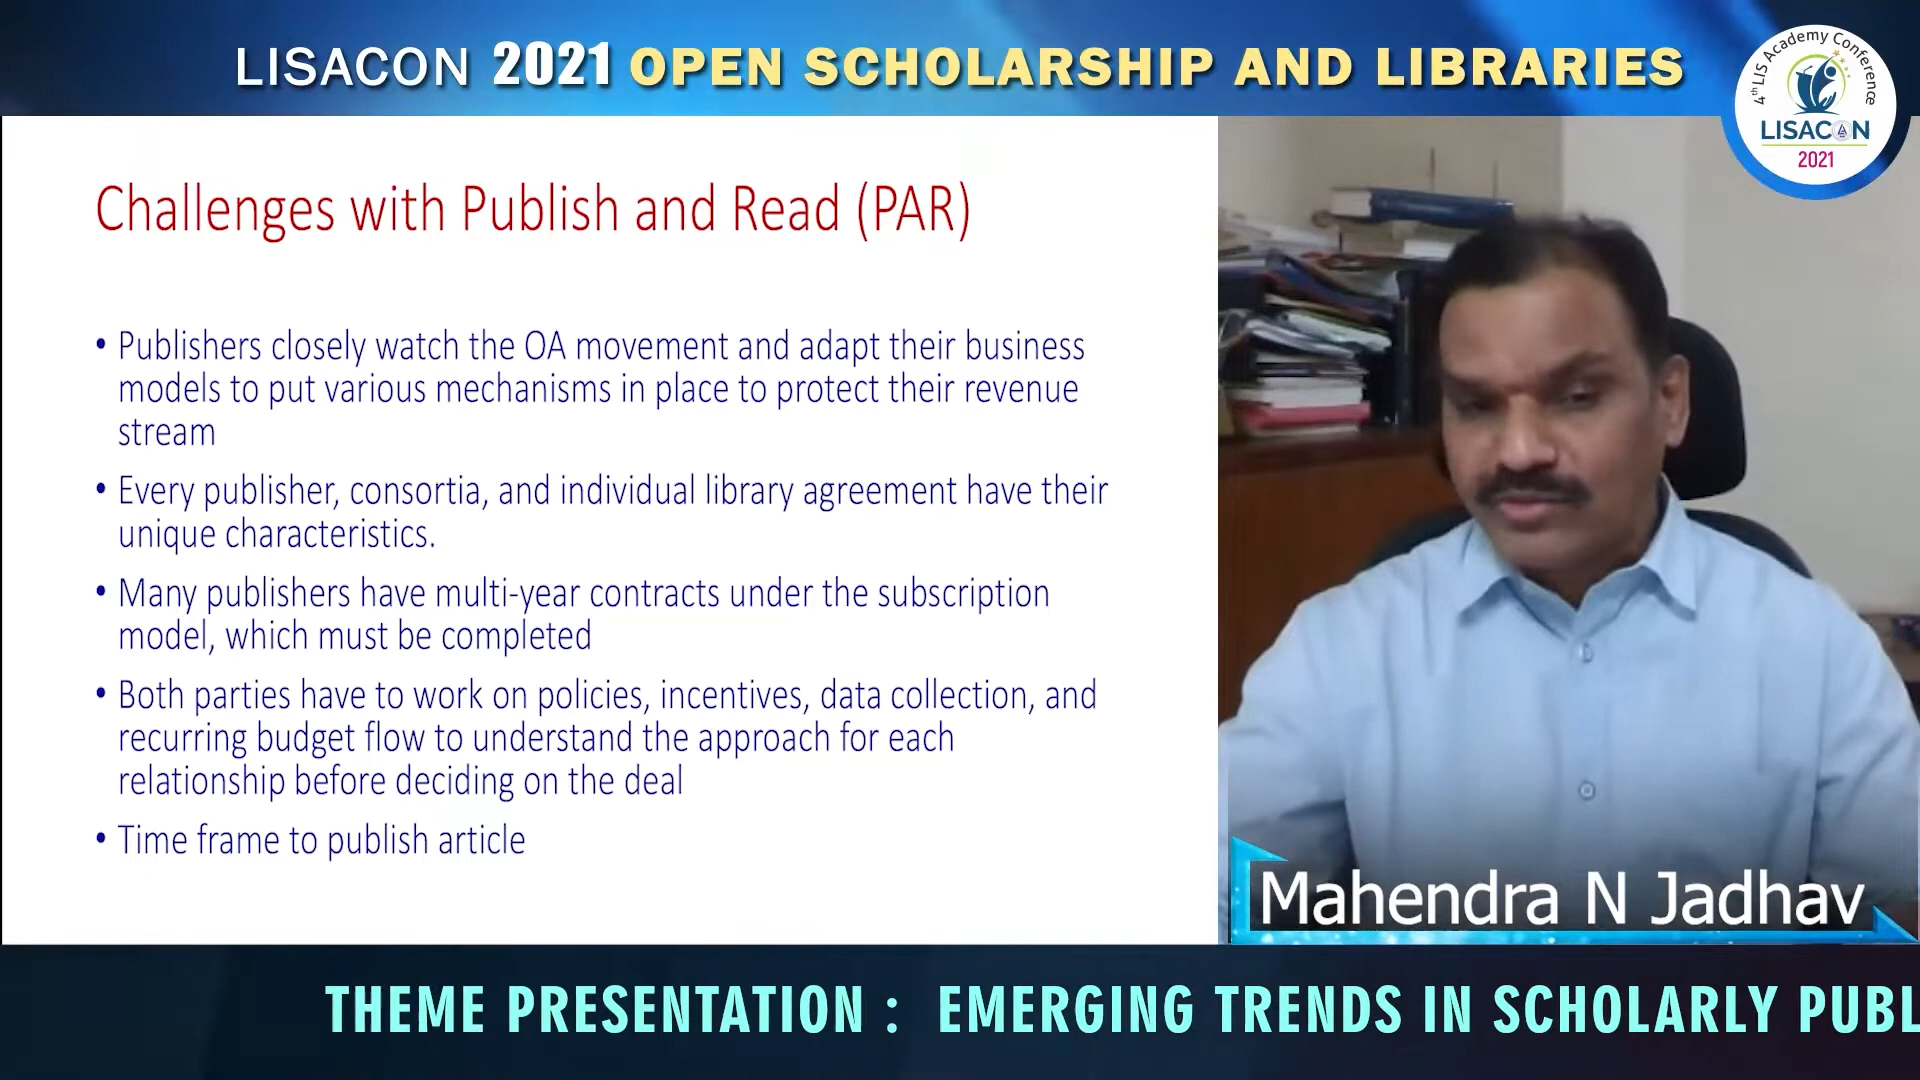 LISACON 2021 OPEN SCHOLARSHIP AND LIBRARIES
4th LIS Academy Conference
LISACON
2021
Challenges with Publish and Read (PAR)
• Publishers closely watch the OA movement and adapt their business
models to put various mechanisms in place to protect their revenue
stream
• Every publisher, consortia, and individual library agreement have their
unique characteristics.
• Many publishers have multi-year contracts under the subscription
model, which must be completed
• Both parties have to work on policies, incentives, data collection, and
recurring budget flow to understand the approach for each
relationship before deciding on the deal
• Time frame to publish article
Mahendra N Jadhav
THEME PRESENTATION : EMERGING TRENDS IN SCHOLARLY PUBL